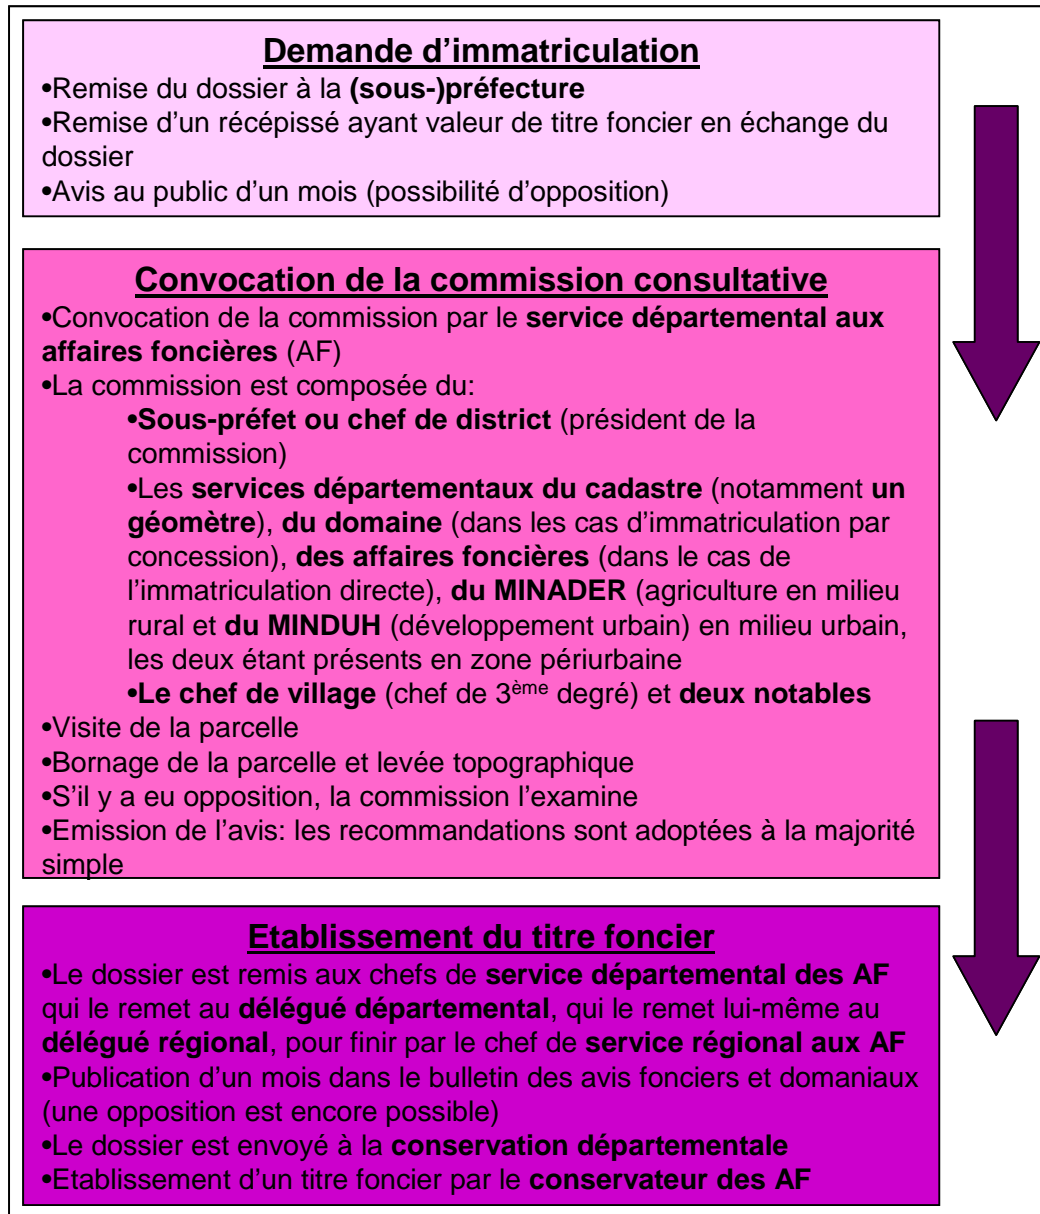 Demande d’immatriculation
•Remise du dossier à la (sous-)préfecture
•Remise d’un récépissé ayant valeur de titre foncier en échange du
dossier
•Avis au public d’un mois (possibilité d’opposition)
Convocation de la commission consultative
•Convocation de la commission par le service départemental aux
affaires foncières (AF)
•La commission est composée du:
•Sous-préfet ou chef de district (président de la
commission)
•Les services départementaux du cadastre (notamment un
géomètre), du domaine (dans les cas d’immatriculation par
concession), des affaires foncières (dans le cas de
l’immatriculation directe), du MINADER (agriculture en milieu
rural et du MINDUH (développement urbain) en milieu urbain,
les deux étant présents en zone périurbaine
•Le chef de village (chef de 3ème degré) et deux notables
•Visite de la parcelle
•Bornage de la parcelle et levée topographique
•S’il y a eu opposition, la commission l’examine
•Emission de l’avis: les recommandations sont adoptées à la majorité
simple
Etablissement du titre foncier
•Le dossier est remis aux chefs de service départemental des AF
qui le remet au délégué départemental, qui le remet lui-même au
délégué régional, pour finir par le chef de service régional aux AF
•Publication d’un mois dans le bulletin des avis fonciers et domaniaux
(une opposition est encore possible)
•Le dossier est envoyé à la conservation départementale
•Etablissement d’un titre foncier par le conservateur des AF